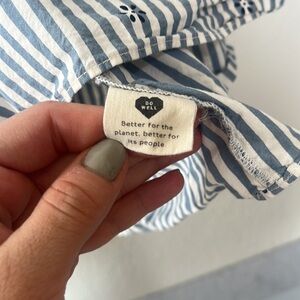 DO
WELL
Better for the
planet, better for
its people.